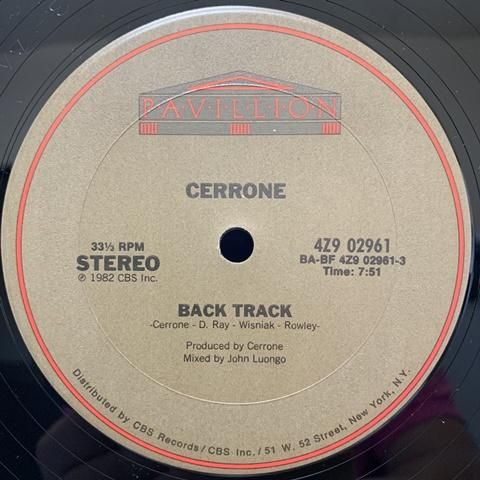 PAVILLION
CERRONE
33⅓ RPM
STEREO
℗ 1982 CBS Inc.
4Z9 02961
BA-BF 4Z9 02961-3
Time: 7:51
BACK TRACK
-Cerrone - D. Ray - Wisniak - Rowley-
Produced by Cerrone
Mixed by John Luongo
Distributed by CBS Records/CBS Inc./51 W. 52 Street, New York, N.Y.